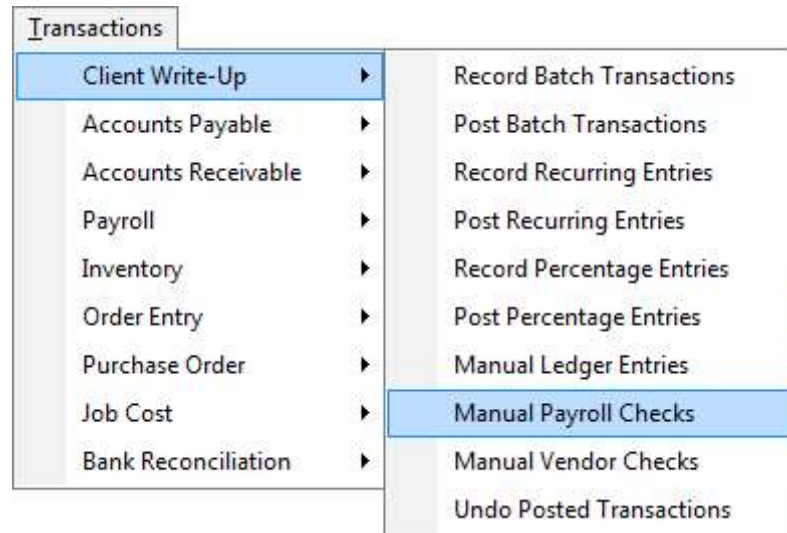 Transactions
Client Write-Up
Accounts Payable
Accounts Receivable
Payroll
Inventory
Order Entry
Purchase Order
Job Cost
Bank Reconciliation
Record Batch Transactions
Post Batch Transactions
Record Recurring Entries
Post Recurring Entries
Record Percentage Entries
Post Percentage Entries
Manual Ledger Entries
Manual Payroll Checks
Manual Vendor Checks
Undo Posted Transactions